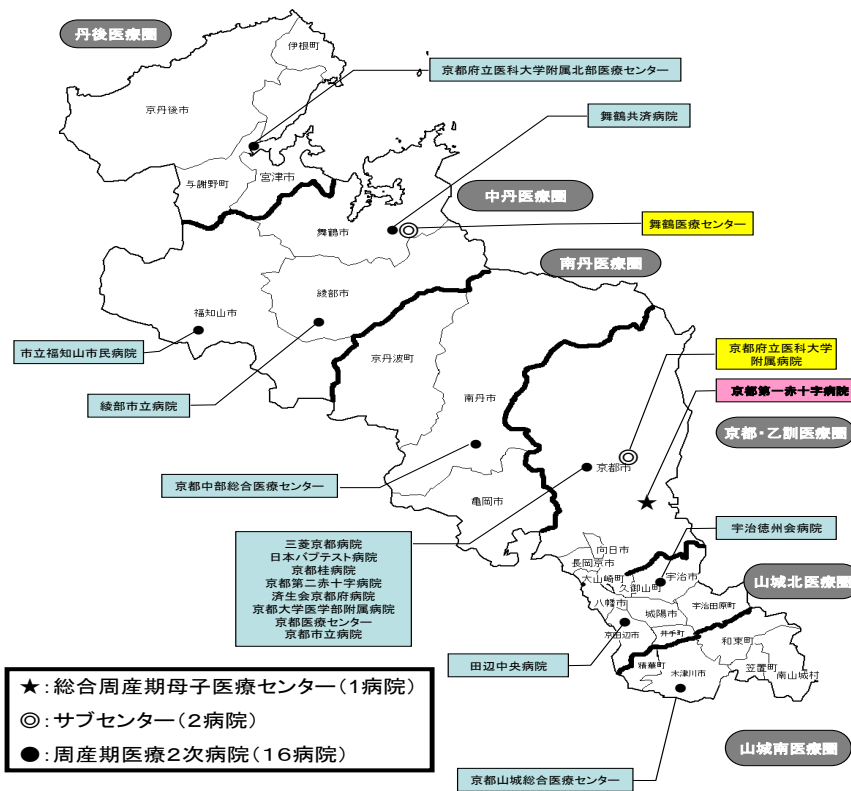 丹後医療圏
伊根町
京都府立医科大学附属北部医療センター
京丹後市
舞鶴共済病院
与謝野町
宮津市
中丹医療圏
舞鶴市
舞鶴医療センター
南丹医療圏
綾部市
福知山市
市立福知山市民病院
京丹波町
京都府立医科大学
附属病院
京都第一赤十字病院
綾部市立病院
南丹市
京都・乙訓医療圏
京都市
京都中部総合医療センター
亀岡市
宇治徳州会病院
三菱京都病院
日本バプテスト病院
京都桂病院
京都第二赤十字病院
済生会京都府病院
京都大学医学部附属病院
京都医療センター
京都市立病院
向日市
長岡京市
大山崎町
久御山町
宇治市
山城北医療圏
八幡市
城陽市
宇治田原町
京田辺市
井手町
和東町
田辺中央病院
精華町
木津川市
笠置町
南山城村
★:総合周産期母子医療センター(1病院)
◎:サブセンター(2病院)
●:周産期医療2次病院(16病院)
山城南医療圏
京都山城総合医療センター